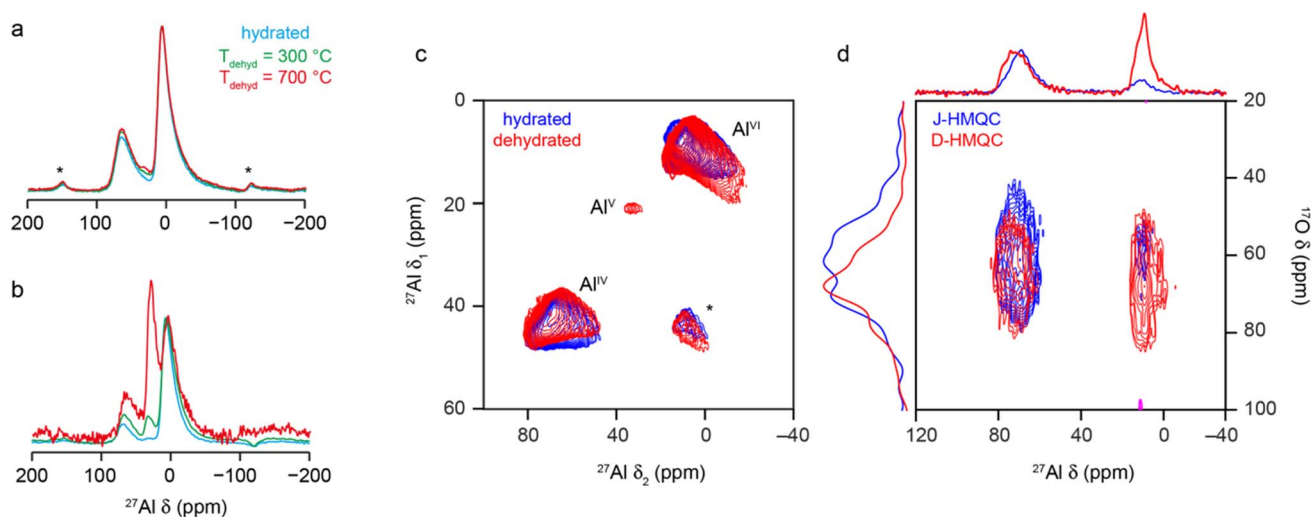 a
hydrated
T_dehyd = 300 °C
T_dehyd = 700 °C
* *
200 100 0 −100 −200
b
200 100 0 −100 −200
²⁷Al δ (ppm)
c
hydrated
dehydrated
Al^VI
Al^V
Al^IV
*
0
20
40
60
²⁷Al δ₁ (ppm)
80 40 0 −40
²⁷Al δ₂ (ppm)
d
J-HMQC
D-HMQC
20
40
60
80
100
¹⁷O δ (ppm)
120 80 40 0 −40
²⁷Al δ (ppm)